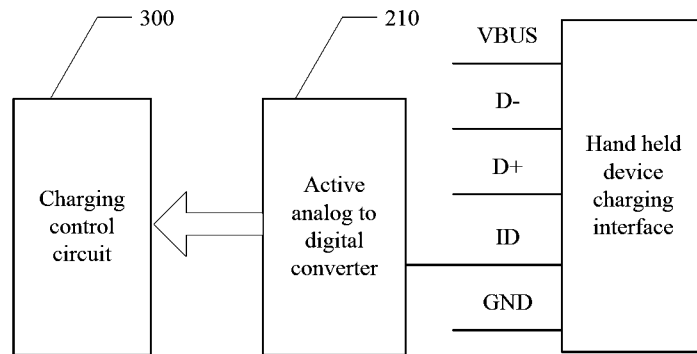 300
210
VBUS
D-
D+
ID
GND
Charging
control
circuit
Active
analog to
digital
converter
Hand held
device
charging
interface